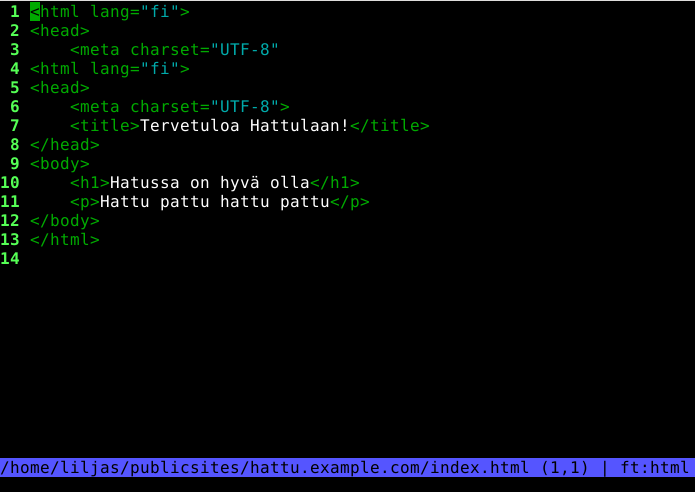 1 <html lang="fi">
2 <head>
3     <meta charset="UTF-8"
4 <html lang="fi">
5 <head>
6     <meta charset="UTF-8">
7     <title>Tervetuloa Hattulaan!</title>
8 </head>
9 <body>
10     <h1>Hatussa on hyvä olla</h1>
11     <p>Hattu pattu hattu pattu</p>
12 </body>
13 </html>
14
/home/liljas/publicsites/hattu.example.com/index.html (1,1) | ft:html